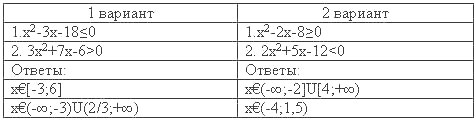 1 вариант
2 вариант
1.x²-3x-18≤0
1.x²-2x-8≥0
2. 3x²+7x-6>0
2. 2x²+5x-12<0
Ответы:
Ответы:
x€[-3;6]
x€(-∞;-2]U[4;+∞)
x€(-∞;-3)U(2/3;+∞)
x€(-4;1,5)